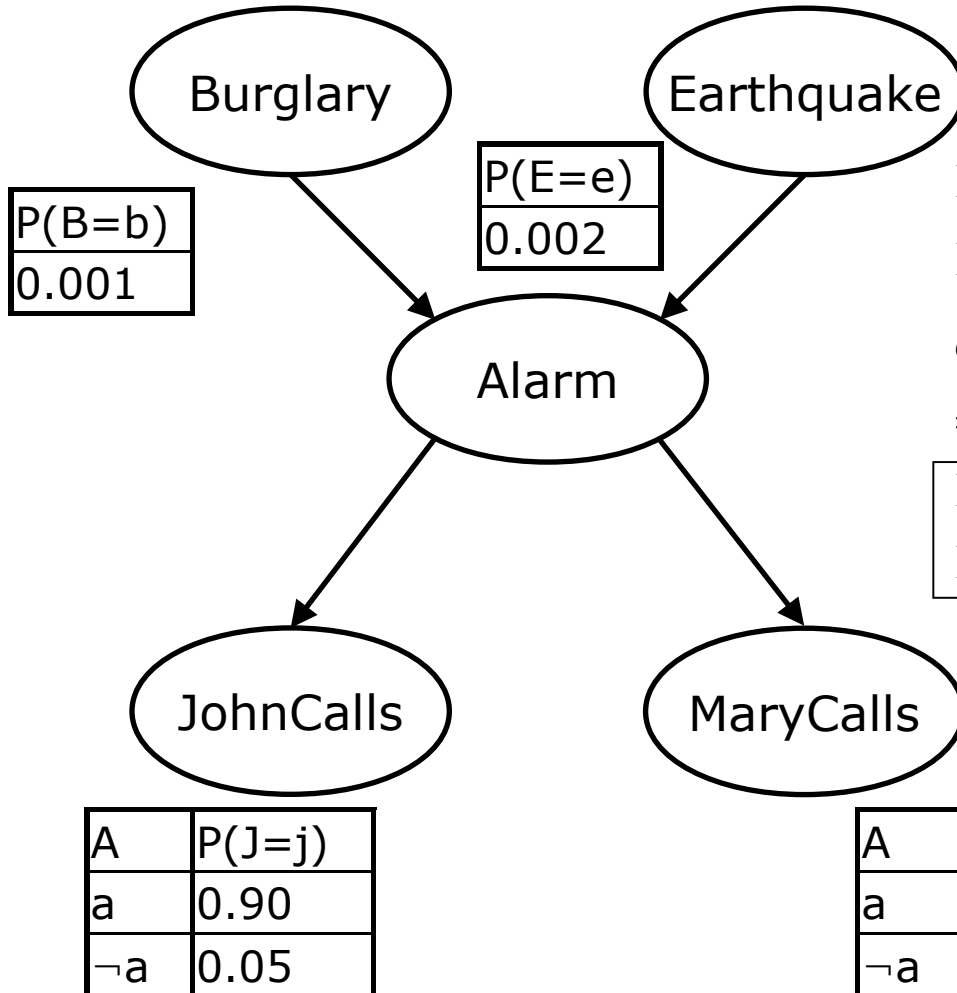 Burglary
Earthquake
P(E=e)
0.002
P(B=b)
0.001
Alarm
JohnCalls
MaryCalls
A P(J=j)
a 0.90
¬a 0.05
A
a
¬a